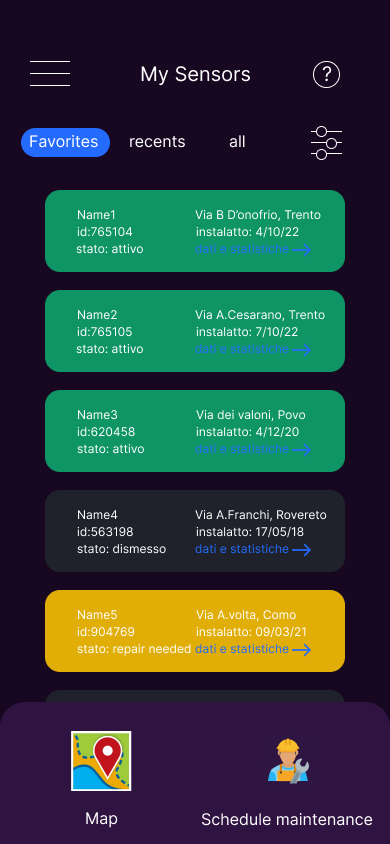 My Sensors
?
Favorites recents all
Name1 Via B D'onofrio, Trento
id:765104 instalatto: 4/10/22
stato: attivo dati e statistiche
Name2 Via A.Cesarano, Trento
id:765105 instalatto: 7/10/22
stato: attivo dati e statistiche
Name3 Via dei valoni, Povo
id:620458 instalatto: 4/12/20
stato: attivo dati e statistiche
Name4 Via A.Franchi, Rovereto
id:563198 instalatto: 17/05/18
stato: dismesso dati e statistiche
Name5 Via A.volta, Como
id:904769 instalatto: 09/03/21
stato: repair needed dati e statistiche
Map Schedule maintenance